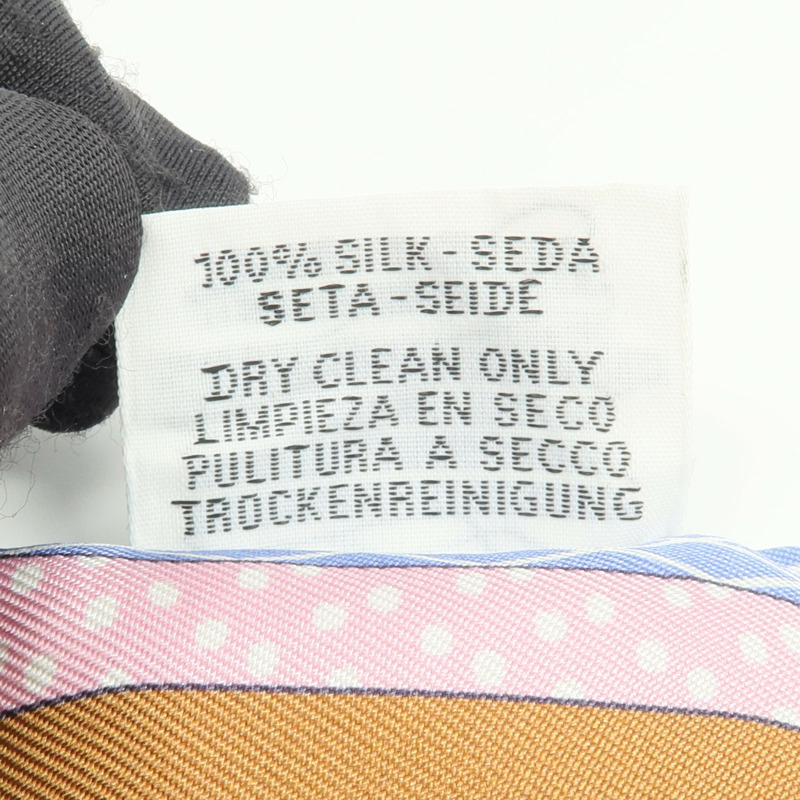 100% SILK-SEDA
SETA-SEIDE
DRY CLEAN ONLY
LIMPIEZA EN SECO
PULITURA A SECCO
TROCKENREINIGUNG